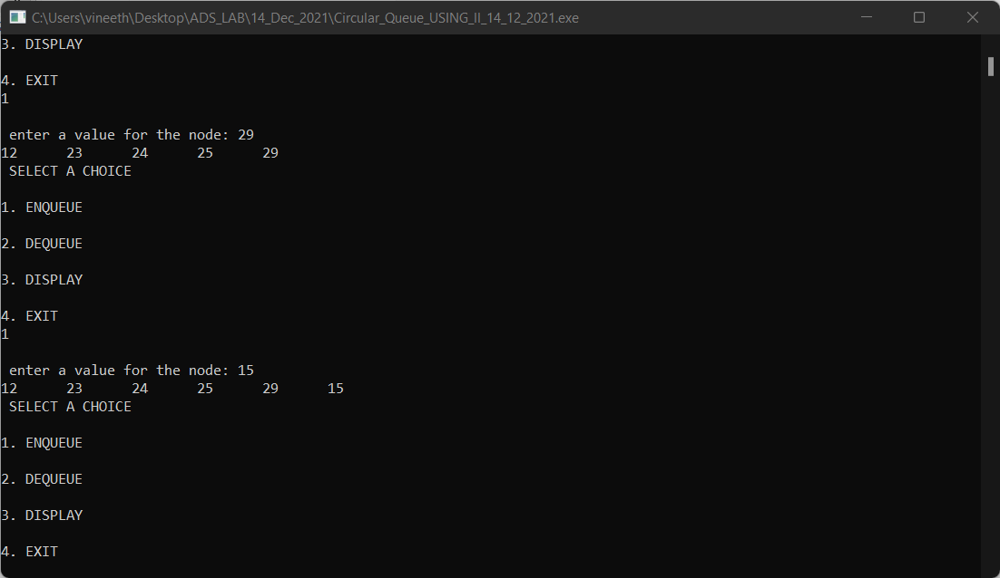 C:\Users\vineeth\Desktop\ADS_LAB\14_Dec_2021\Circular_Queue_USING_ll_14_12_2021.exe
3. DISPLAY
4. EXIT
1
enter a value for the node: 29
12 23 24 25 29
SELECT A CHOICE
1. ENQUEUE
2. DEQUEUE
3. DISPLAY
4. EXIT
1
enter a value for the node: 15
12 23 24 25 29 15
SELECT A CHOICE
1. ENQUEUE
2. DEQUEUE
3. DISPLAY
4. EXIT